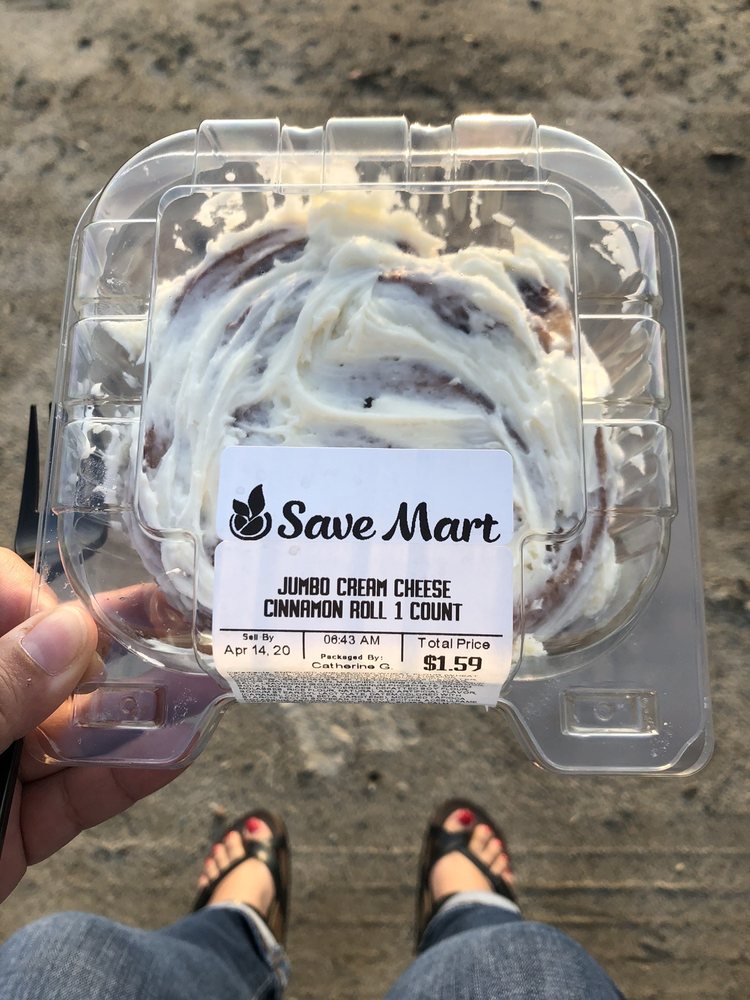 Save Mart
JUMBO CREAM CHEESE
CINNAMON ROLL 1 COUNT
Sell By
Apr 14, 20
06:43 AM
Packaged By:
Catherine G.
Total Price
$1.59